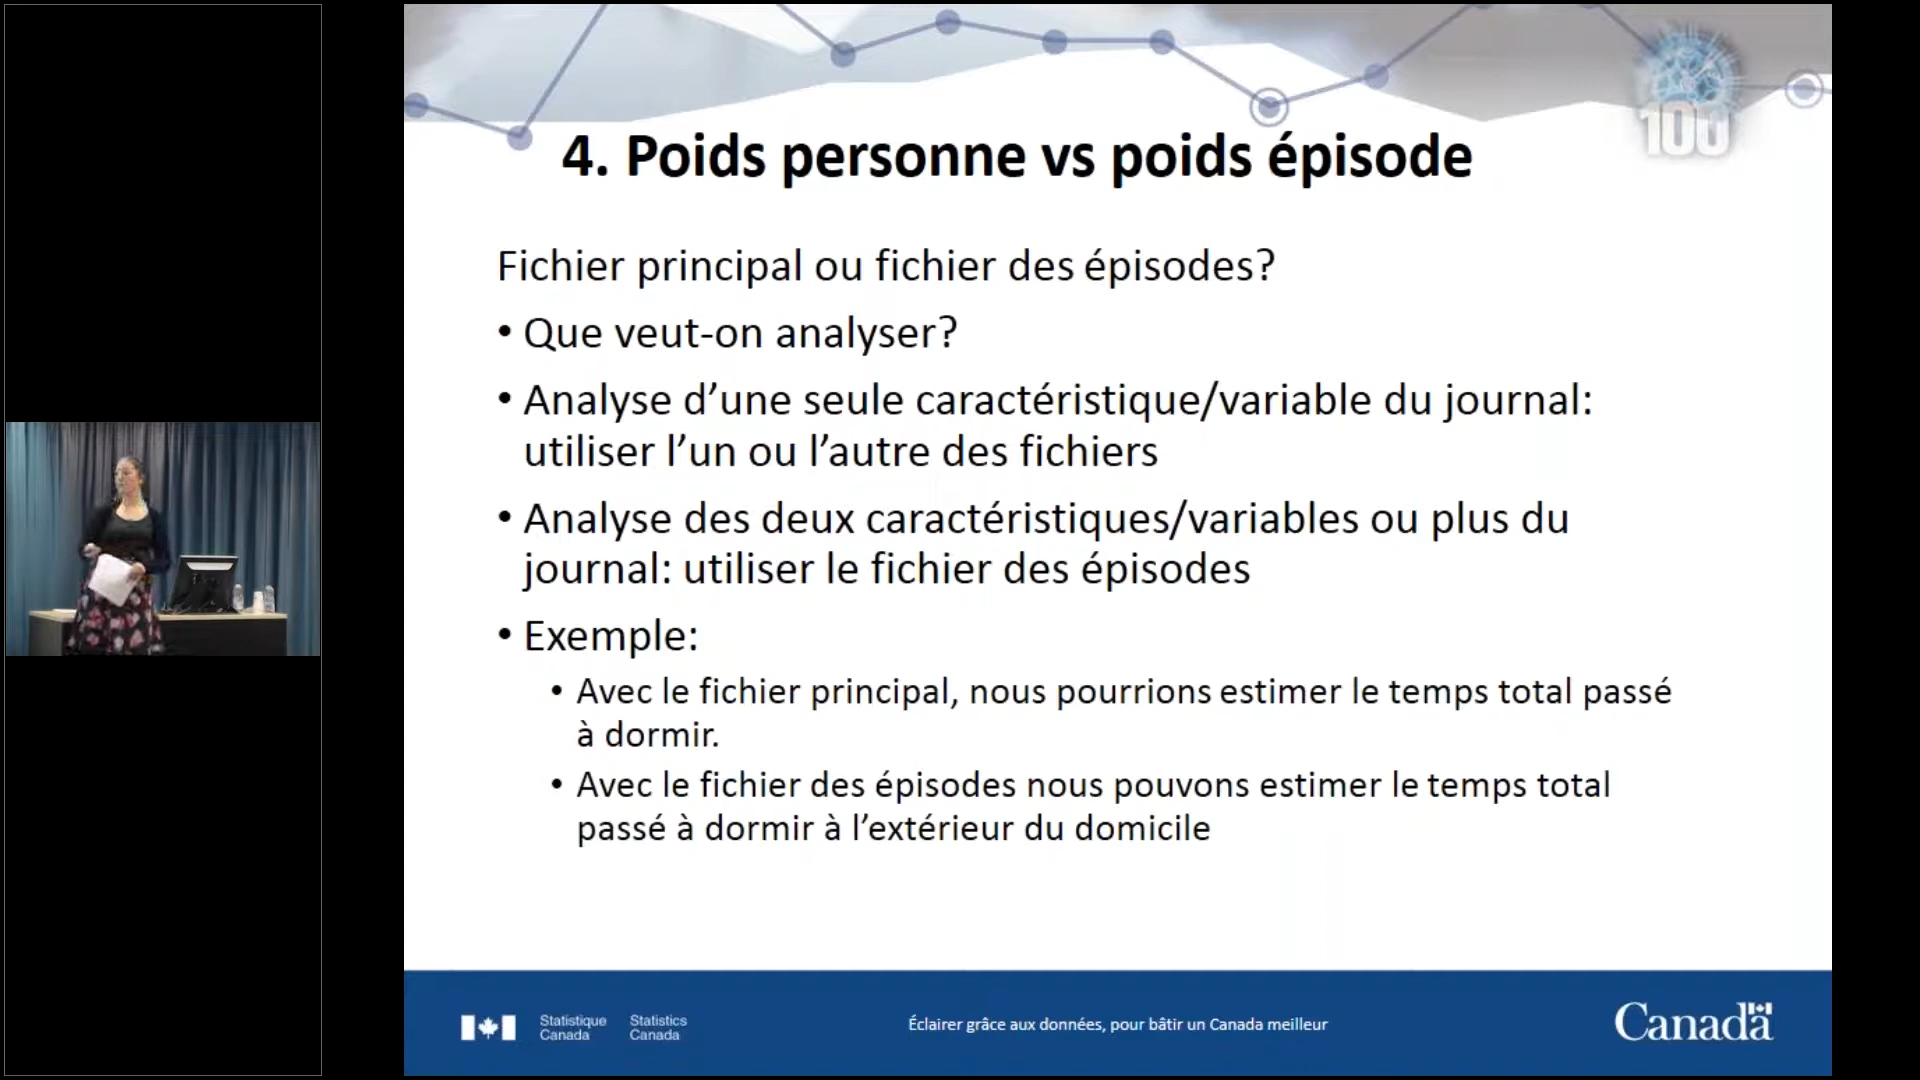 100
4. Poids personne vs poids épisode
Fichier principal ou fichier des épisodes?
• Que veut-on analyser?
• Analyse d’une seule caractéristique/variable du journal:
utiliser l’un ou l’autre des fichiers
• Analyse des deux caractéristiques/variables ou plus du
journal: utiliser le fichier des épisodes
• Exemple:
• Avec le fichier principal, nous pourrions estimer le temps total passé
à dormir.
• Avec le fichier des épisodes nous pouvons estimer le temps total
passé à dormir à l’extérieur du domicile
Statistique Canada
Statistics Canada
Éclairer grâce aux données, pour bâtir un Canada meilleur
Canada